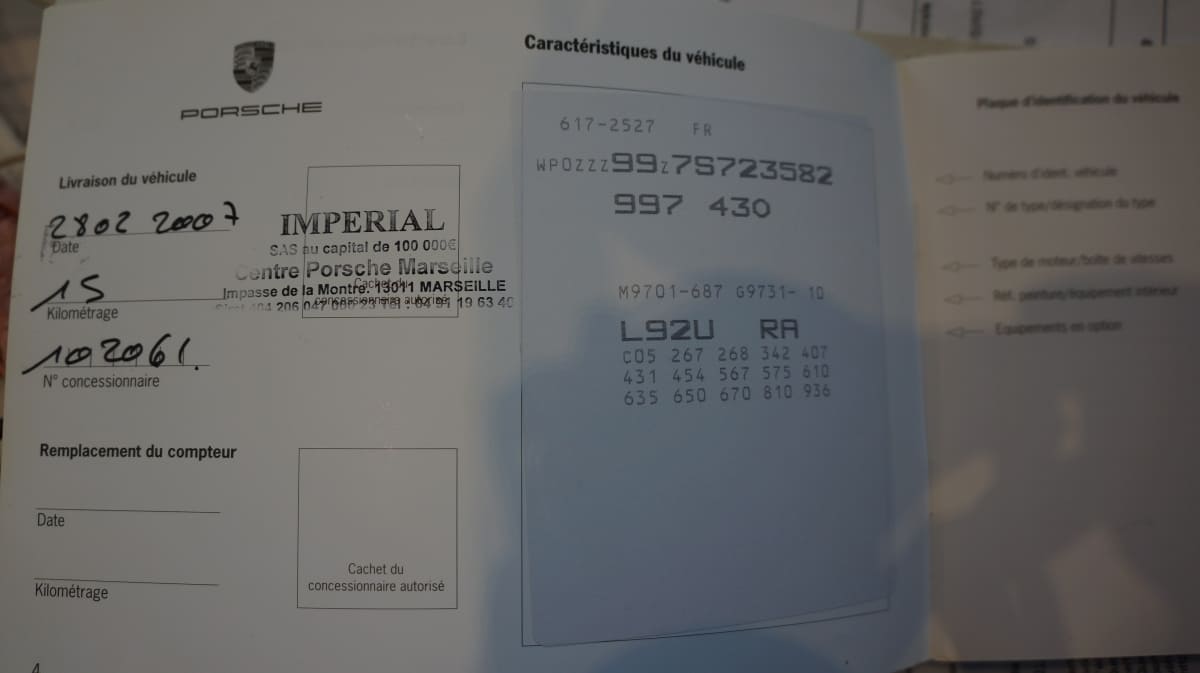 PORSCHE
Livraison du véhicule
2802 2007
Date
15
Kilométrage
102061.
N° concessionnaire
IMPERIAL
SAS au capital de 100 000€
Centre Porsche Marseille
Impasse de la Montre. 13011 MARSEILLE
Remplacement du compteur
Date
Kilométrage
Cachet du
concessionnaire autorisé
4
Caractéristiques du véhicule
617-2527 FR
WP0ZZZ99Z7S723582
997 430
M9701-687 G9731- 10
L92U RA
C05 267 268 342 407
431 454 567 575 610
635 650 670 810 936
Plaque d'identification du véhicule
Numéro d'ident. véhicule
N° de type/désignation du type
Type de moteur/boîte de vitesses
Réf. peinture/équipement intérieur
Equipements en option